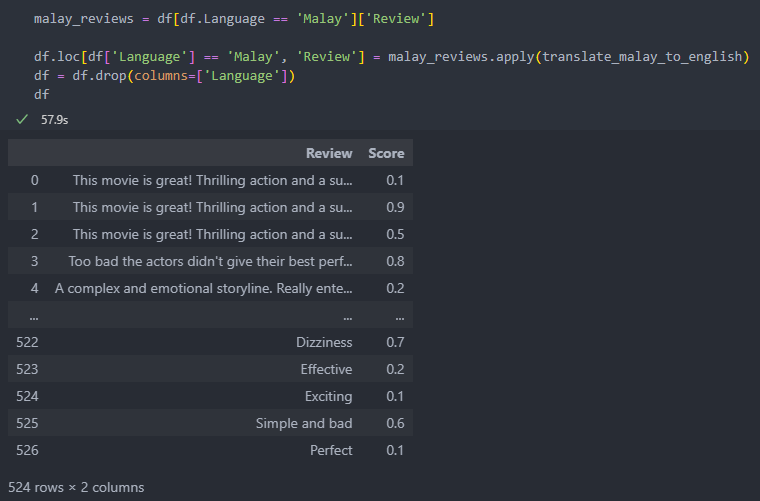 malay_reviews = df[df.Language == 'Malay']['Review']
df.loc[df['Language'] == 'Malay', 'Review'] = malay_reviews.apply(translate_malay_to_english)
df = df.drop(columns=['Language'])
df
✓ 57.9s
Review Score
0 This movie is great! Thrilling action and a su... 0.1
1 This movie is great! Thrilling action and a su... 0.9
2 This movie is great! Thrilling action and a su... 0.5
3 Too bad the actors didn't give their best perf... 0.8
4 A complex and emotional storyline. Really ente... 0.2
... ... ...
522 Dizziness 0.7
523 Effective 0.2
524 Exciting 0.1
525 Simple and bad 0.6
526 Perfect 0.1
524 rows × 2 columns